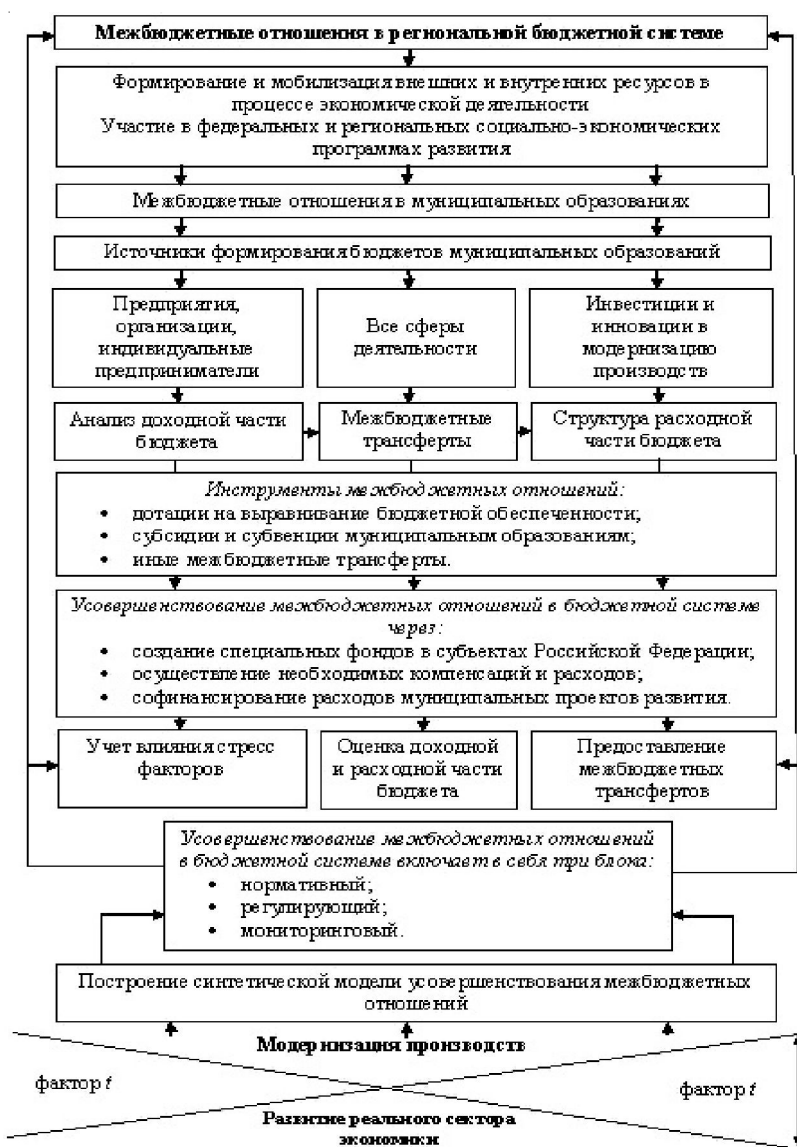 Межбюджетные отношения в региональной бюджетной системе
Формирование и мобилизация внешних и внутренних ресурсов в
процессе экономической деятельности
Участие в федеральных и региональных социально-экономических
программах развития
Межбюджетные отношения в муниципальных образованиях
Источники формирования бюджетов муниципальных образований
Предприятия,
организации,
индивидуальные
предприниматели
Все сферы
деятельности
Инвестиции и
инновации в
модернизацию
производств
Анализ доходной части
бюджета
Межбюджетные
трансферты
Структура расходной
части бюджета
Инструменты межбюджетных отношений:
• дотации на выравнивание бюджетной обеспеченности;
• субсидии и субвенции муниципальным образованиям;
• иные межбюджетные трансферты.
Усовершенствование межбюджетных отношений в бюджетной системе
через:
• создание специальных фондов в субъектах Российской Федерации;
• осуществление необходимых компенсаций и расходов;
• софинансирование расходов муниципальных проектов развития.
Учет влияния стресс
факторов
Оценка доходной
и расходной части
бюджета
Предоставление
межбюджетных
трансфертов
Усовершенствование межбюджетных отношений
в бюджетной системе включает в себя три блока:
• нормативный;
• регулирующий;
• мониторинговый.
Построение синтетической модели усовершенствования межбюджетных
отношений
Модернизация производств
фактор t
фактор t
Развитие реального сектора
экономики